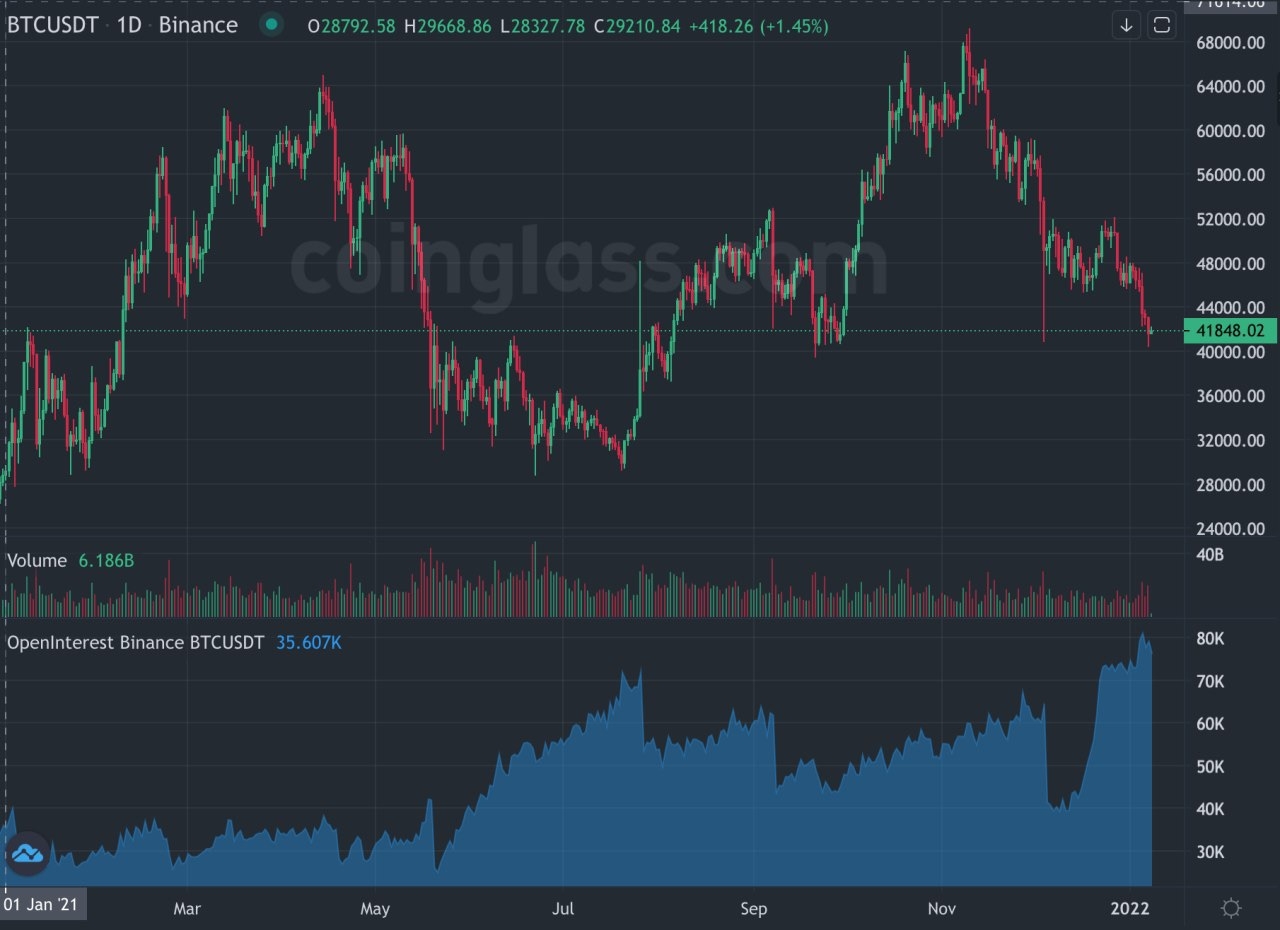 BTCUSDT · 1D · Binance O28792.58 H29668.86 L28327.78 C29210.84 +418.26 (+1.45%)
68000.00
64000.00
60000.00
56000.00
52000.00
coinglass.com
48000.00
44000.00
41848.02
40000.00
36000.00
32000.00
28000.00
24000.00
Volume 6.186B
40B
OpenInterest Binance BTCUSDT 35.607K
80K
70K
60K
50K
40K
30K
01 Jan '21
Mar May Jul Sep Nov 2022